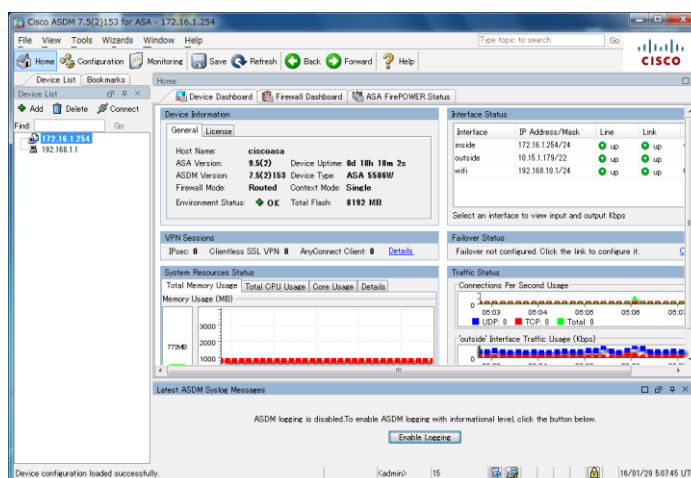 Cisco ASDM 7.5(2)153 for ASA - 172.16.1.254
File View Tools Wizards Window Help
Type topic to search Go
Home Configuration Monitoring Save Refresh Back Forward Help
CISCO
Device List Bookmarks
Device List
Add Delete Connect
Find: Go
172.16.1.254
192.168.1.1
Home
Device Dashboard Firewall Dashboard ASA FirePOWER Status
Device Information
General License
Host Name: ciscoasa
ASA Version: 9.5(2) Device Uptime: 0d 18h 18m 2s
ASDM Version: 7.5(2)153 Device Type: ASA 5506W
Firewall Mode: Routed Context Mode: Single
Environment Status: OK Total Flash: 8192 MB
Interface Status
Interface IP Address/Mask Line Link
inside 172.16.1.254/24 up up
outside 10.15.1.179/22 up up
wifi 192.168.10.1/24 up up
Select an interface to view input and output Kbps
VPN Sessions
IPsec: 0 Clientless SSL VPN: 0 AnyConnect Client: 0 Details
Failover Status
Failover not configured. Click the link to configure it.
System Resources Status
Total Memory Usage Total CPU Usage Core Usage Details
Memory Usage (MB)
773MB
3000
2000
1000
Traffic Status
Connections Per Second Usage
0
05:03 05:04 05:05 05:06 05:07
UDP: 0 TCP: 0 Total: 0
'outside' Interface Traffic Usage (Kbps)
0
Latest ASDM Syslog Messages
ASDM logging is disabled.To enable ASDM logging with informational level, click the button below.
Enable Logging
Device configuration loaded successfully.
<admin> 15
16/01/29 5:07:45 UT